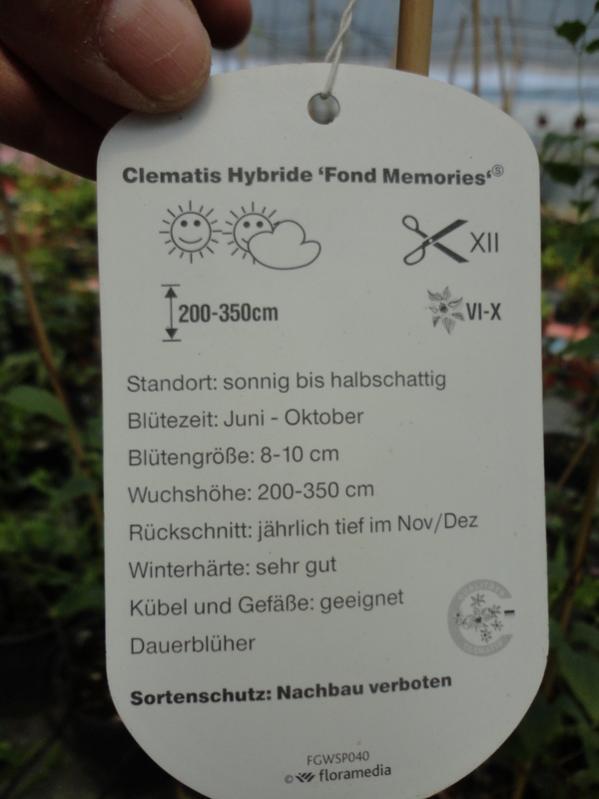 Clematis Hybride ‘Fond Memories‘Ⓢ
XII
200-350cm
VI-X
Standort: sonnig bis halbschattig
Blütezeit: Juni - Oktober
Blütengröße: 8-10 cm
Wuchshöhe: 200-350 cm
Rückschnitt: jährlich tief im Nov/Dez
Winterhärte: sehr gut
Kübel und Gefäße: geeignet
Dauerblüher
Sortenschutz: Nachbau verboten
FGWSP040
© floramedia